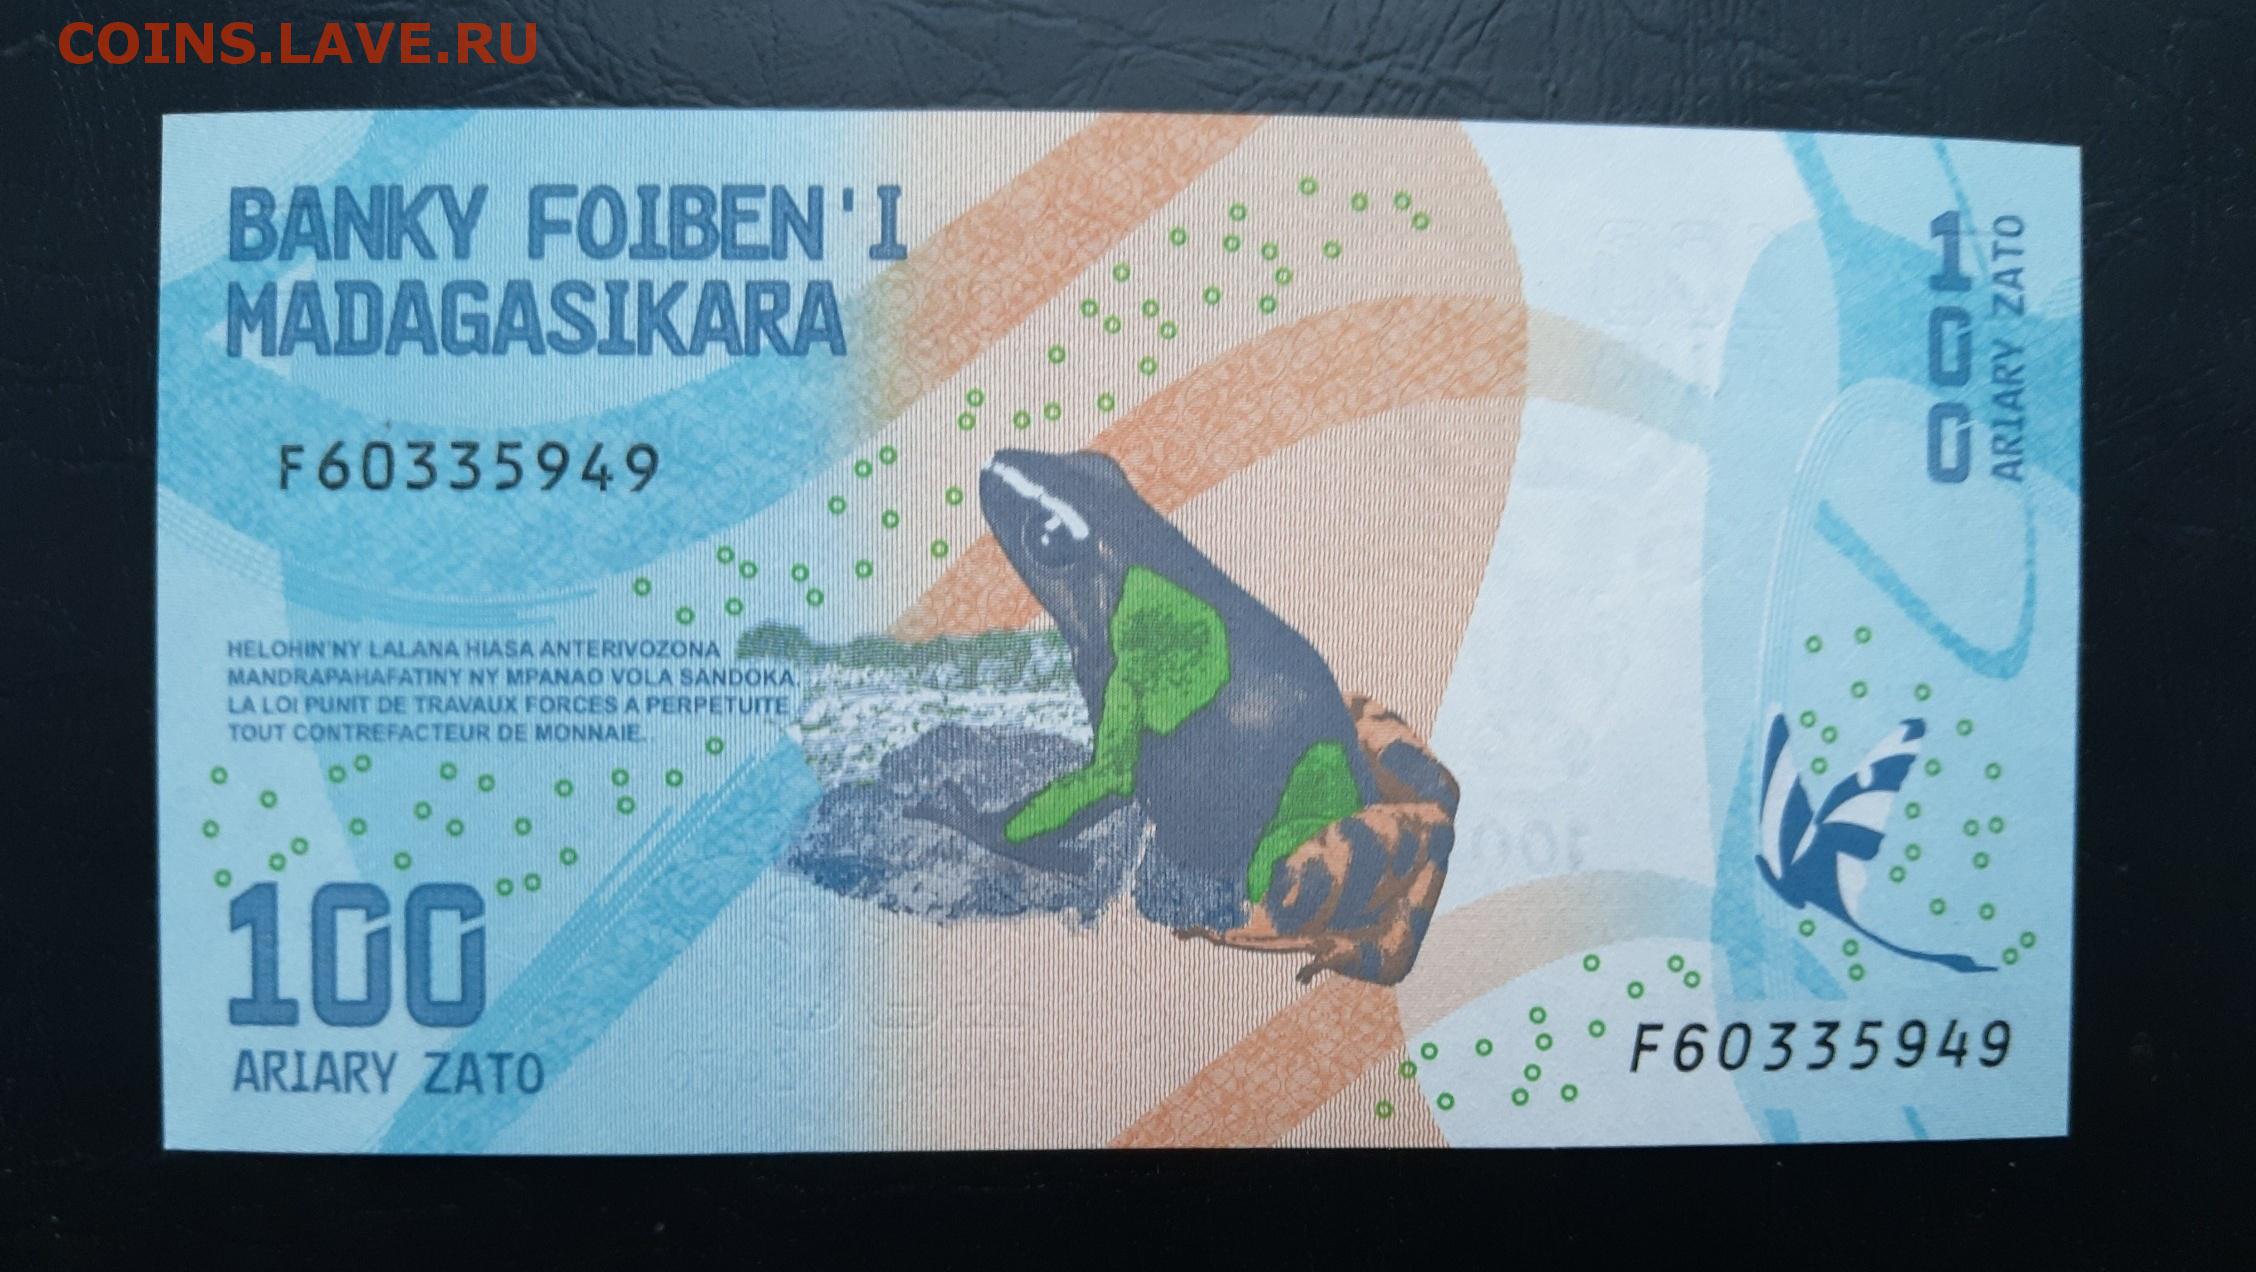 COINS.LAVE.RU
BANKY FOIBEN'I
MADAGASIKARA
100
ARIARY ZATO
F60335949
HELOHIN'NY LALANA HIASA ANTERIVOZONA
MANDRAPAHAFATINY NY MPANAO VOLA SANDOKA.
LA LOI PUNIT DE TRAVAUX FORCES A PERPETUITE
TOUT CONTREFACTEUR DE MONNAIE.
100
100
ARIARY ZATO
F60335949